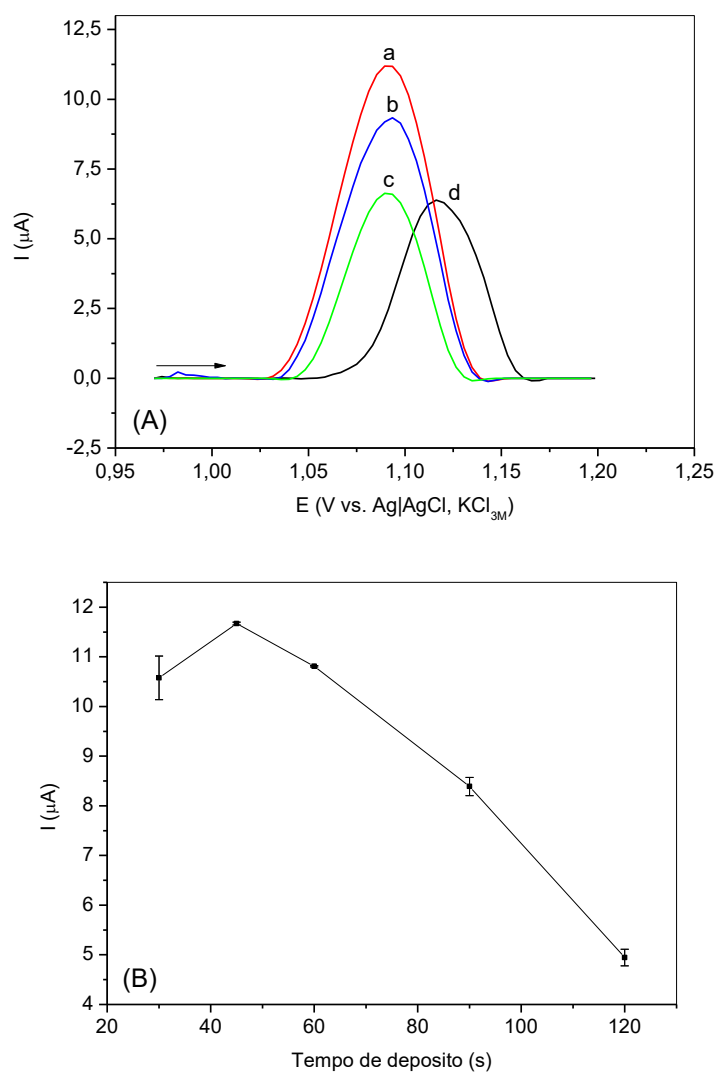 12,5
10,0
7,5
5,0
2,5
0,0
-2,5
I (μA)
a
b
c
d
(A)
0,95 1,00 1,05 1,10 1,15 1,20 1,25
E (V vs. Ag|AgCl, KCl3M)
12
11
10
9
8
7
6
5
4
I (μA)
(B)
20 40 60 80 100 120
Tempo de deposito (s)